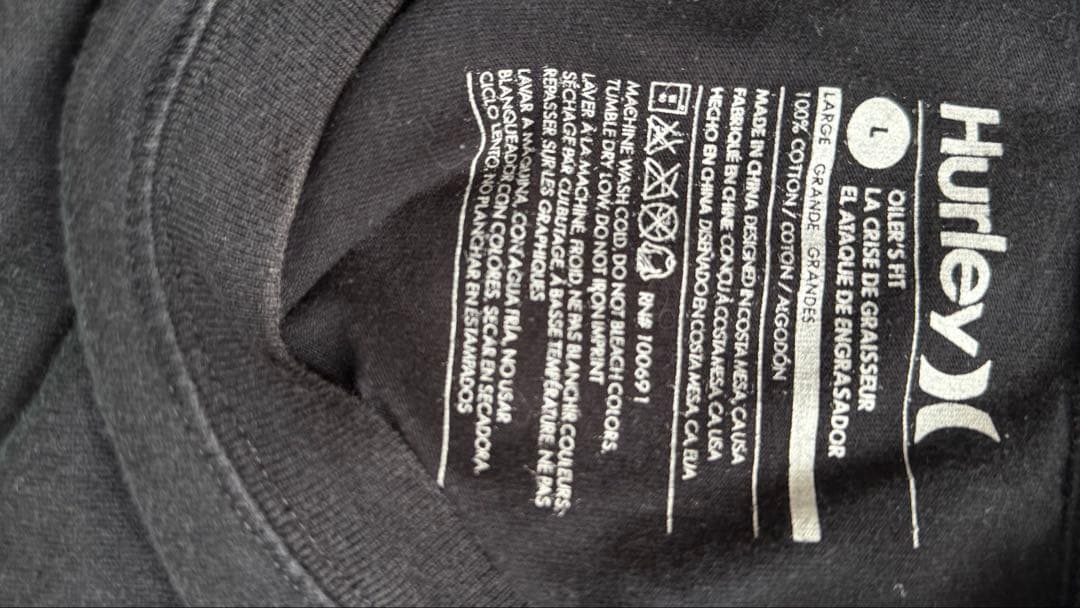 Hurley
L
OILER'S FIT
LA CRISE DE GRAISSEUR
EL ATAQUE DE ENGRASADOR
LARGE GRANDE GRANDES
100% COTTON / COTON / ALGODÓN
MADE IN CHINA DESIGNED IN COSTA MESA, CA USA
FABRIQUÉ EN CHINE CONÇU À COSTA MESA, CA USA
HECHO EN CHINA DISEÑADO EN COSTA MESA, CA EUA
RN# 100691
MACHINE WASH COLD, DO NOT BLEACH COLORS,
TUMBLE DRY LOW, DO NOT IRON IMPRINT
LAVER À LA MACHINE, FROID, NE PAS BLANCHIR COULEURS,
SÉCHAGE PAR CULBUTAGE, À BASSE TEMPÉRATURE, NE PAS
REPASSER SUR LES GRAPHIQUES
LAVAR A MÁQUINA, CON TAGUA FRIA, NO USAR
BLANQUEADOR CON COLORES, SECAR EN SECADORA,
CICLO LENTO, NO PLANCHAR EN ESTAMPADOS